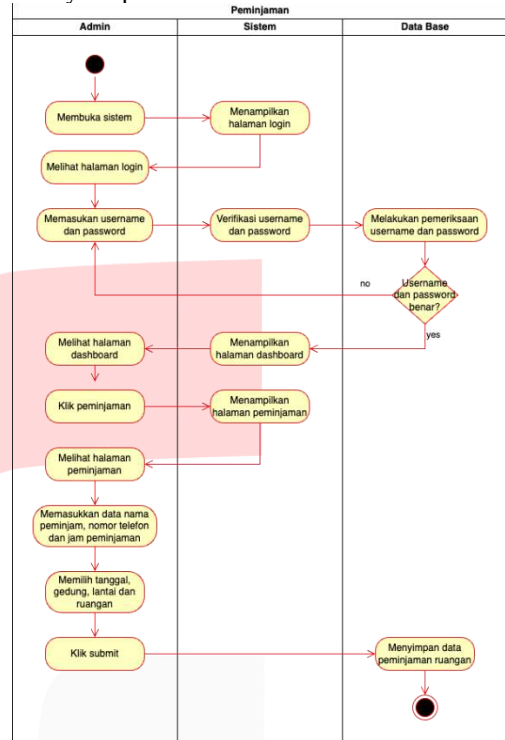 Peminjaman
Admin
Sistem
Data Base
Membuka sistem
Menampilkan
halaman login
Melihat halaman login
Memasukan username
dan password
Verifikasi username
dan password
Melakukan pemeriksaan
username dan password
Username
dan password
benar?
no
yes
Melihat halaman
dashboard
Menampilkan
halaman dashboard
Klik peminjaman
Menampilkan
halaman peminjaman
Melihat halaman
peminjaman
Memasukkan data nama
peminjam, nomor telefon
dan jam peminjaman
Memilih tanggal,
gedung, lantai dan
ruangan
Klik submit
Menyimpan data
peminjaman ruangan